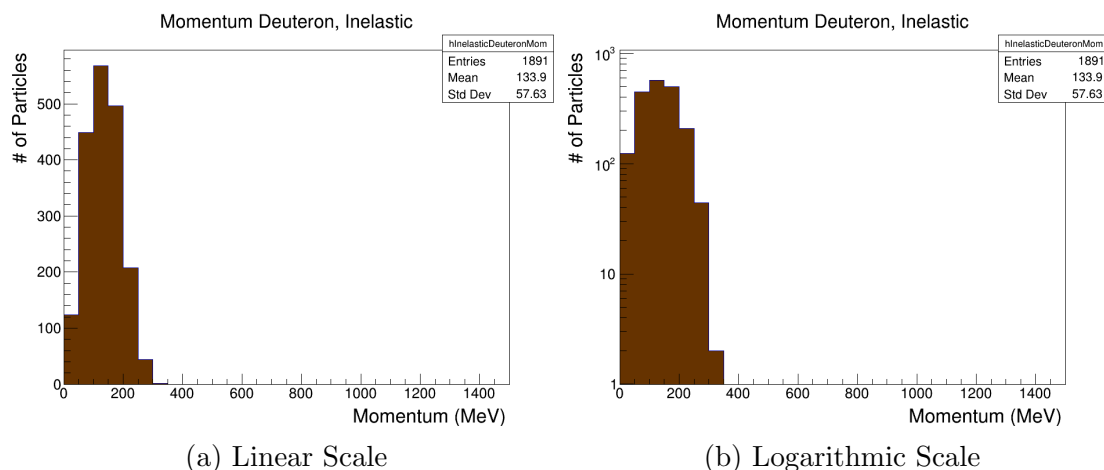 Momentum Deuteron, Inelastic
hInelasticDeuteronMom
Entries 1891
Mean 133.9
Std Dev 57.63
# of Particles
500
400
300
200
100
0
0 200 400 600 800 1000 1200 1400
Momentum (MeV)
(a) Linear Scale
Momentum Deuteron, Inelastic
hInelasticDeuteronMom
Entries 1891
Mean 133.9
Std Dev 57.63
# of Particles
10³
10²
10
1
0 200 400 600 800 1000 1200 1400
Momentum (MeV)
(b) Logarithmic Scale